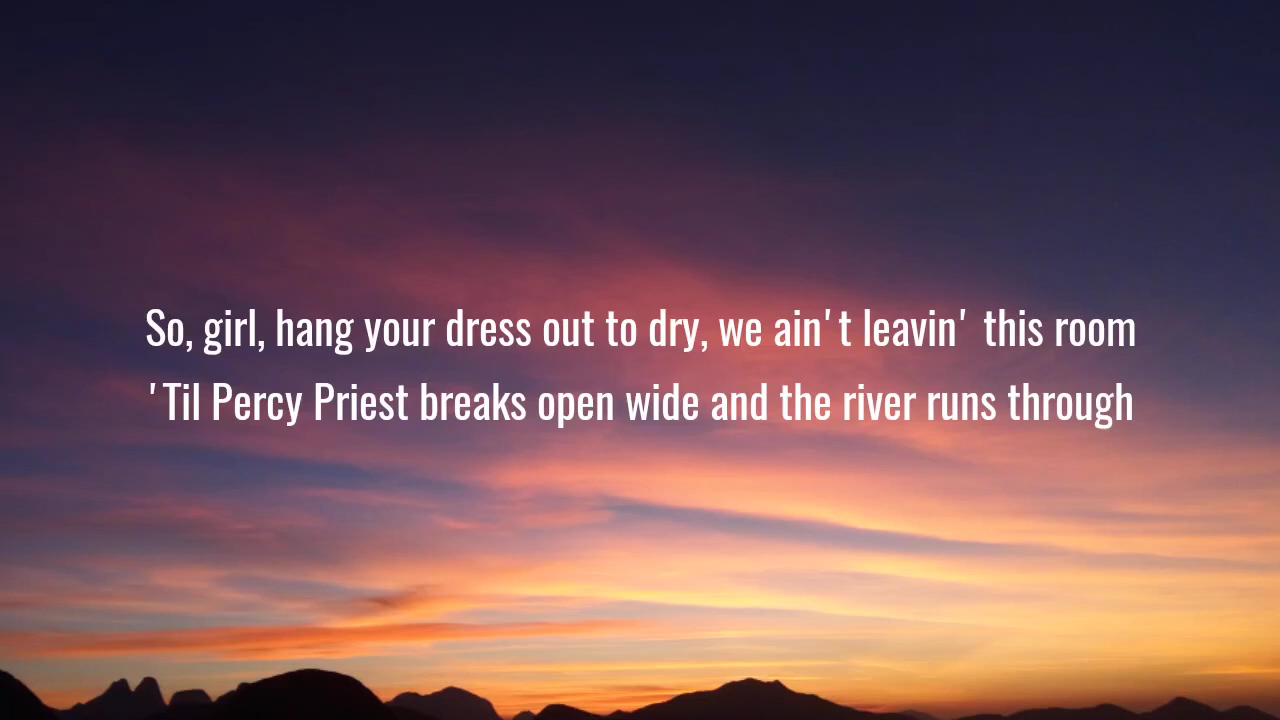 So, girl, hang your dress out to dry, we ain't leavin' this room
'Til Percy Priest breaks open wide and the river runs through